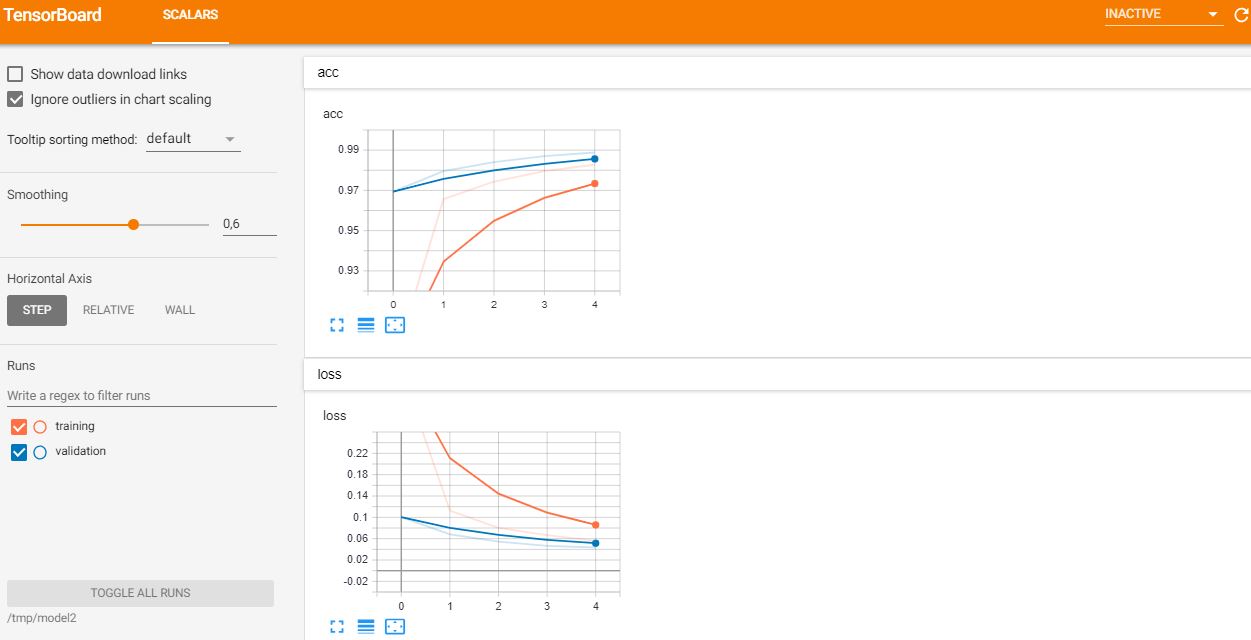 TensorBoard SCALARS INACTIVE
Show data download links
Ignore outliers in chart scaling
Tooltip sorting method: default
Smoothing
0,6
Horizontal Axis
STEP RELATIVE WALL
Runs
Write a regex to filter runs
training
validation
TOGGLE ALL RUNS
/tmp/model2
acc
acc
0.99
0.97
0.95
0.93
0 1 2 3 4
loss
loss
0.22
0.18
0.14
0.1
0.06
0.02
-0.02
0 1 2 3 4